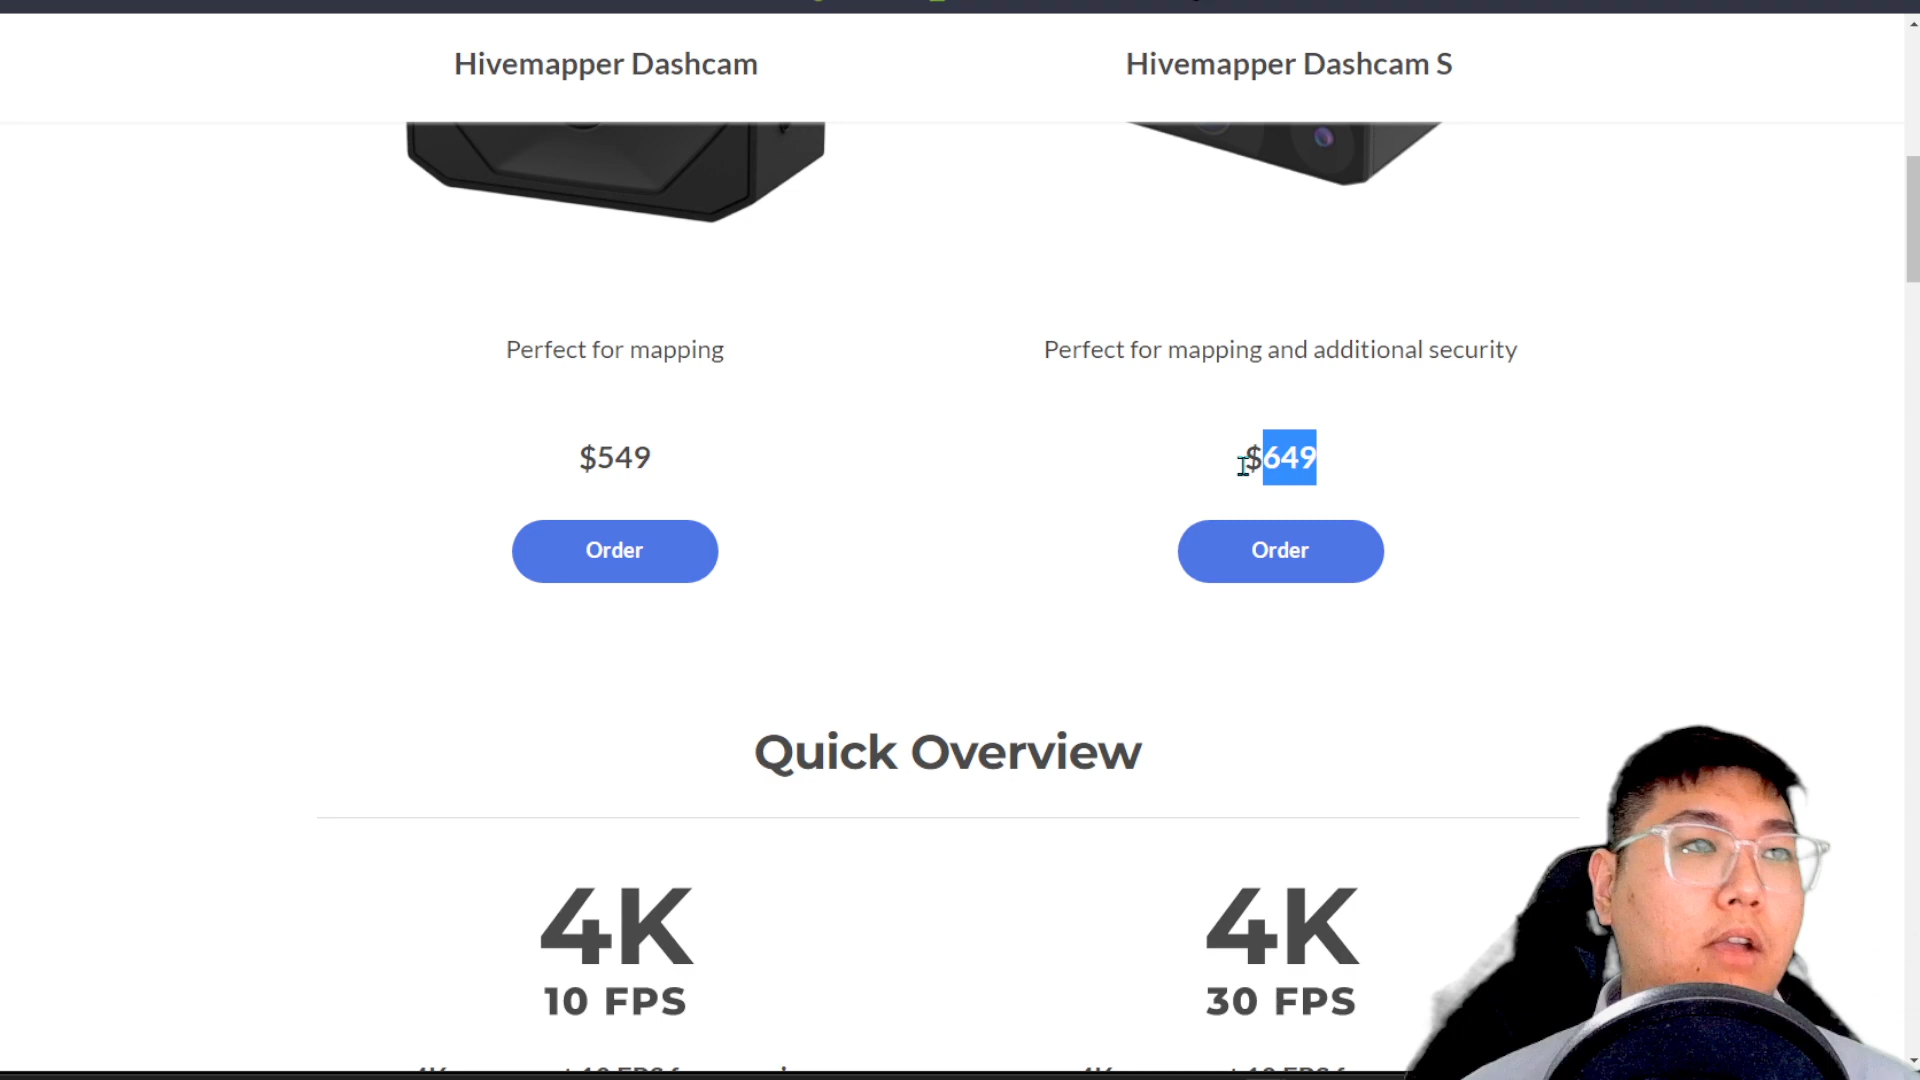 Hivemapper Dashcam
Hivemapper Dashcam S
Perfect for mapping
Perfect for mapping and additional security
$549
$649
Order
Order
Quick Overview
4K
10 FPS
4K
30 FPS